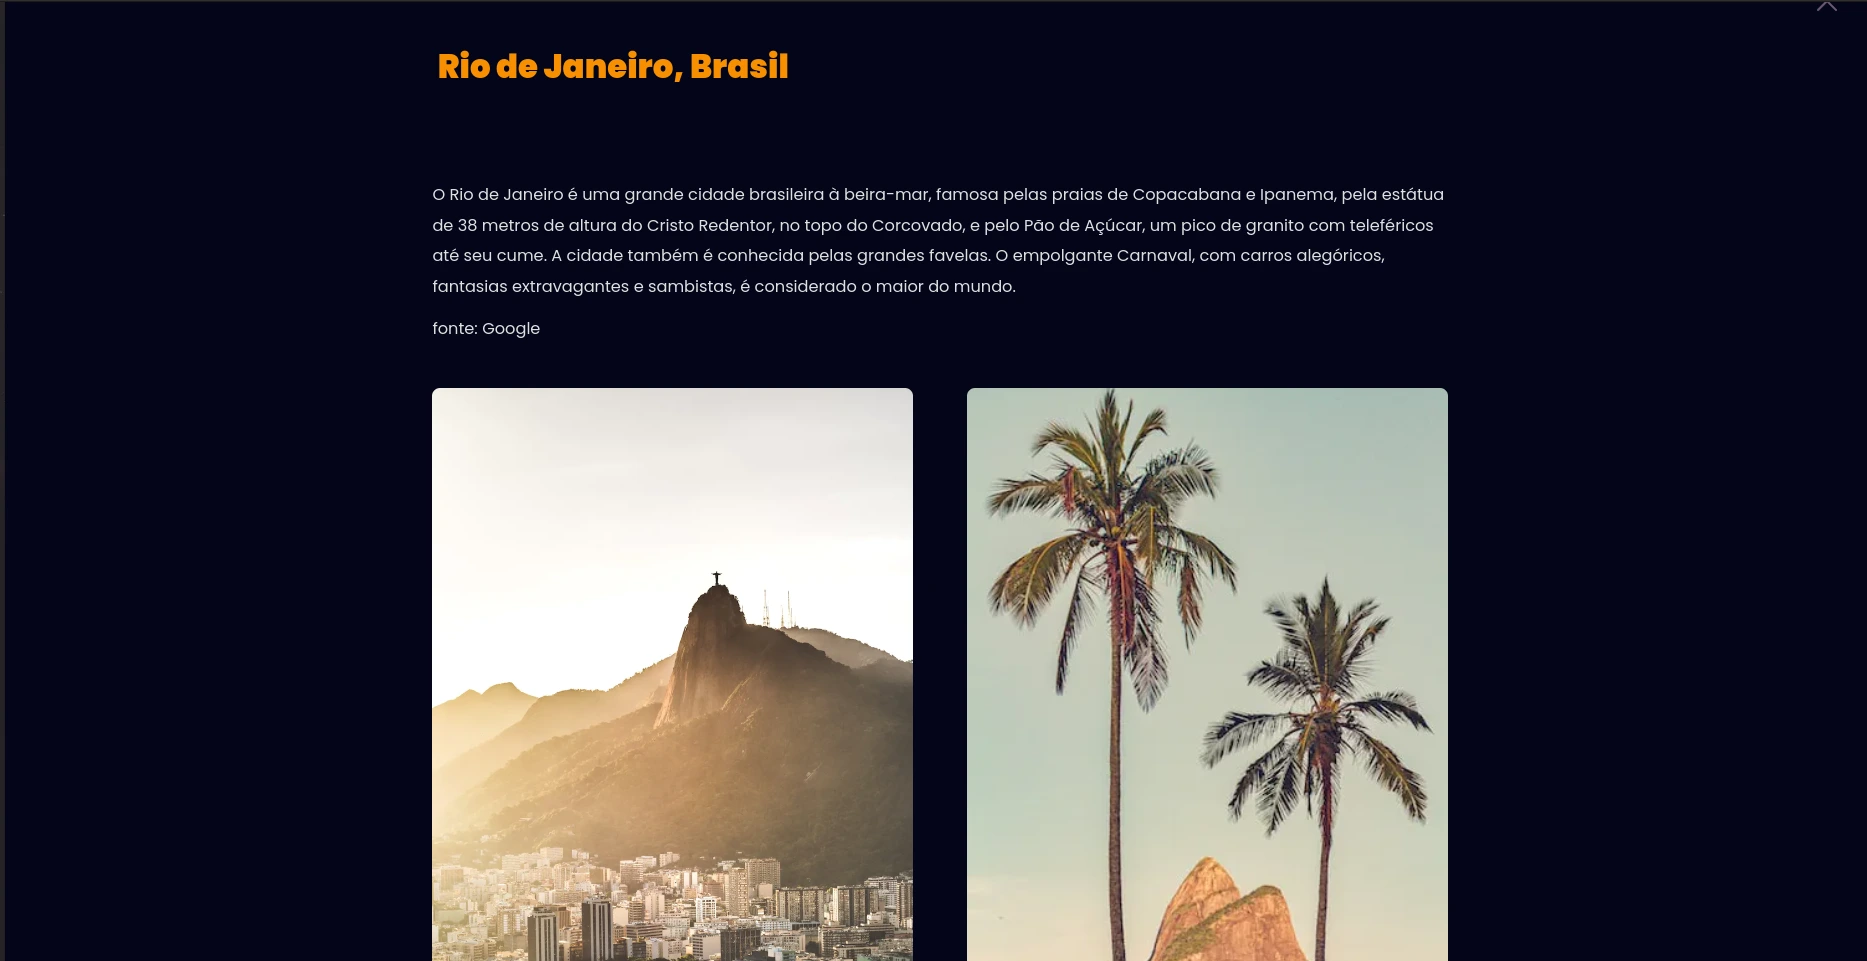 Rio de Janeiro, Brasil
O Rio de Janeiro é uma grande cidade brasileira à beira-mar, famosa pelas praias de Copacabana e Ipanema, pela estátua
de 38 metros de altura do Cristo Redentor, no topo do Corcovado, e pelo Pão de Açúcar, um pico de granito com teleféricos
até seu cume. A cidade também é conhecida pelas grandes favelas. O empolgante Carnaval, com carros alegóricos,
fantasias extravagantes e sambistas, é considerado o maior do mundo.
fonte: Google